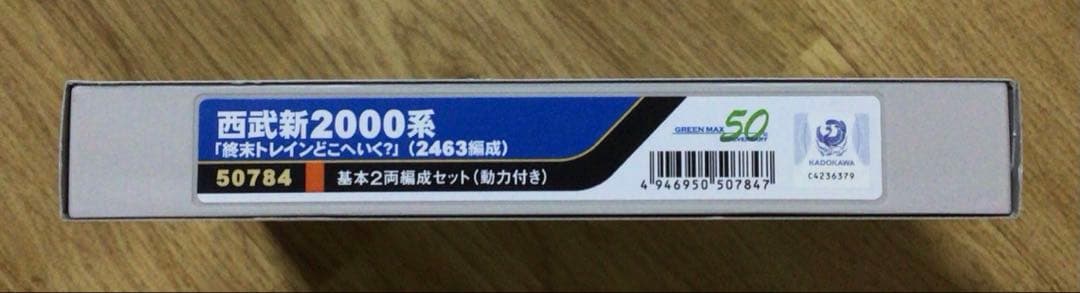 西武新2000系
「終末トレインどこへいく?」(2463編成)
50784
基本2両編成セット(動力付き)
GREEN MAX 50th
ANNIVERSARY
4 946950 507847
KADOKAWA
C4236379